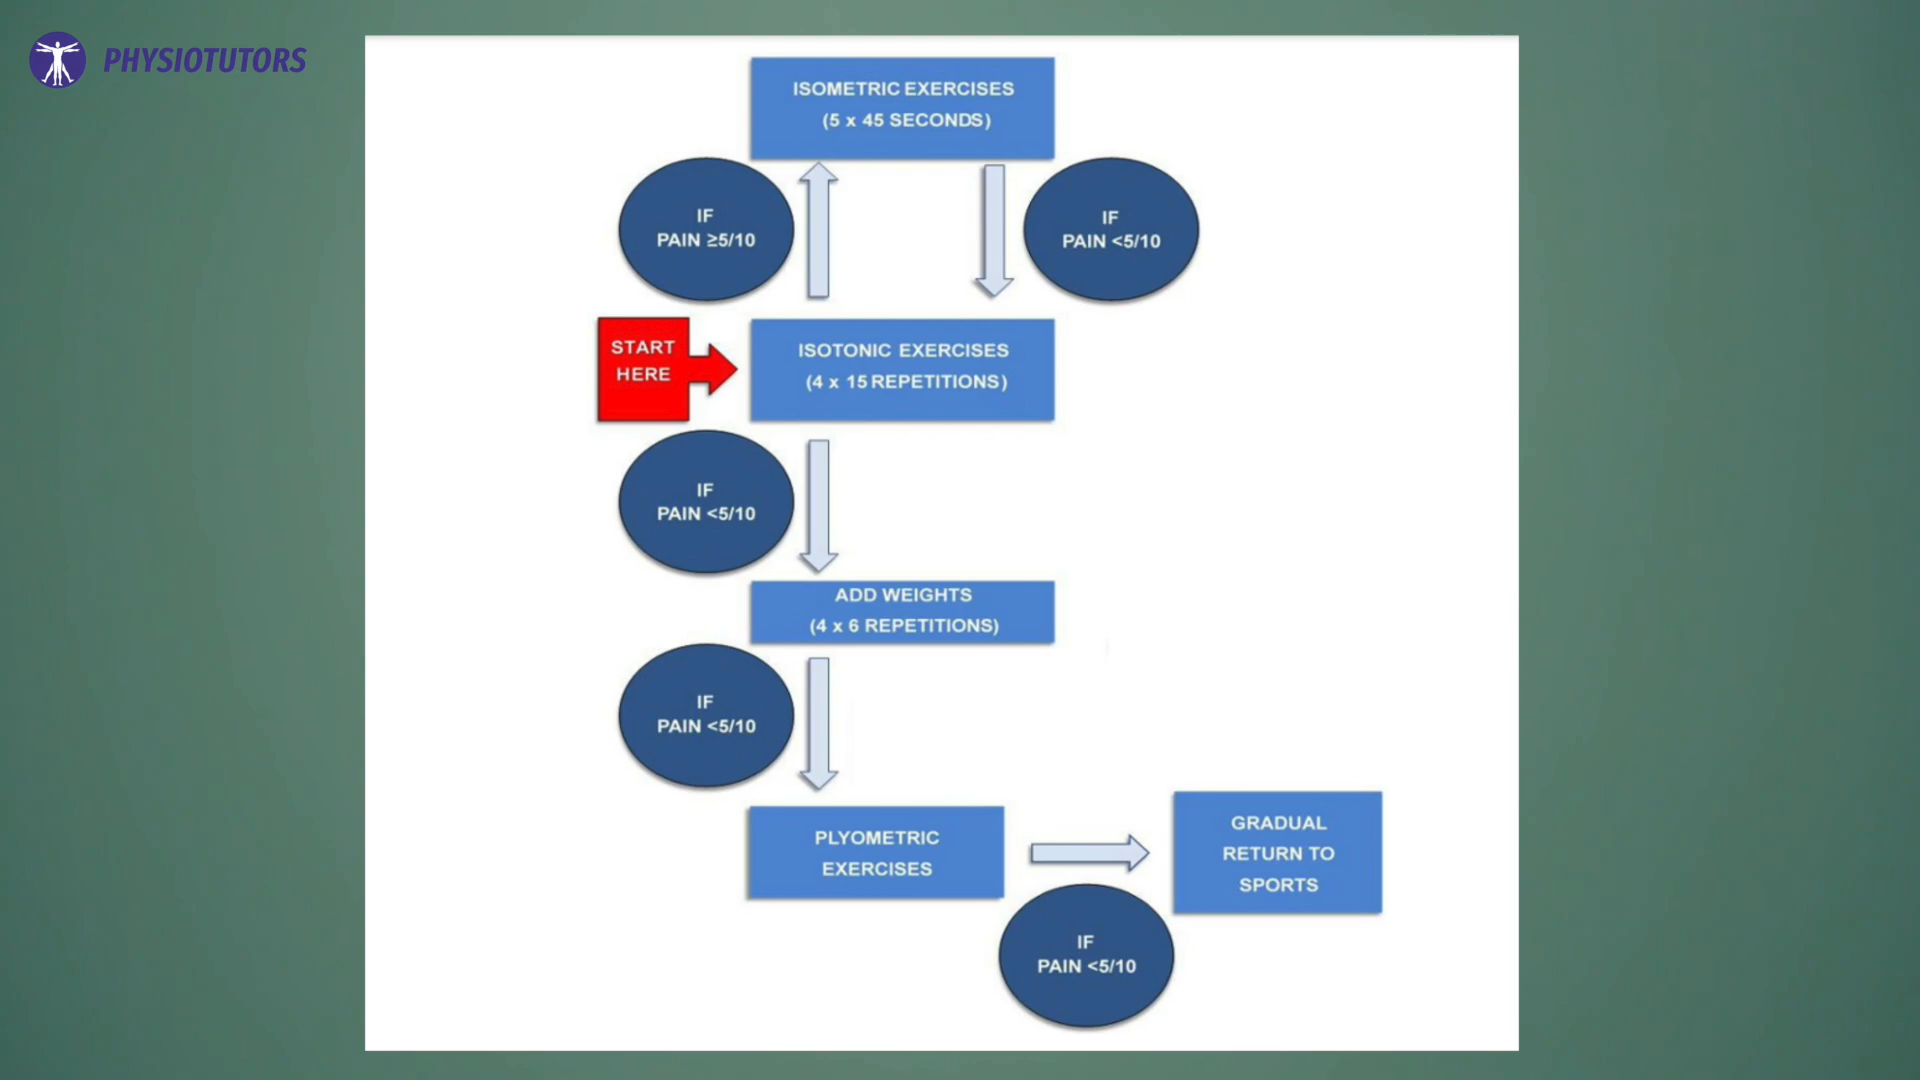 PHYSIOTUTORS
ISOMETRIC EXERCISES
(5 x 45 SECONDS)
IF
PAIN ≥5/10
IF
PAIN <5/10
START
HERE
ISOTONIC EXERCISES
(4 x 15 REPETITIONS)
IF
PAIN <5/10
ADD WEIGHTS
(4 x 6 REPETITIONS)
IF
PAIN <5/10
PLYOMETRIC
EXERCISES
GRADUAL
RETURN TO
SPORTS
IF
PAIN <5/10